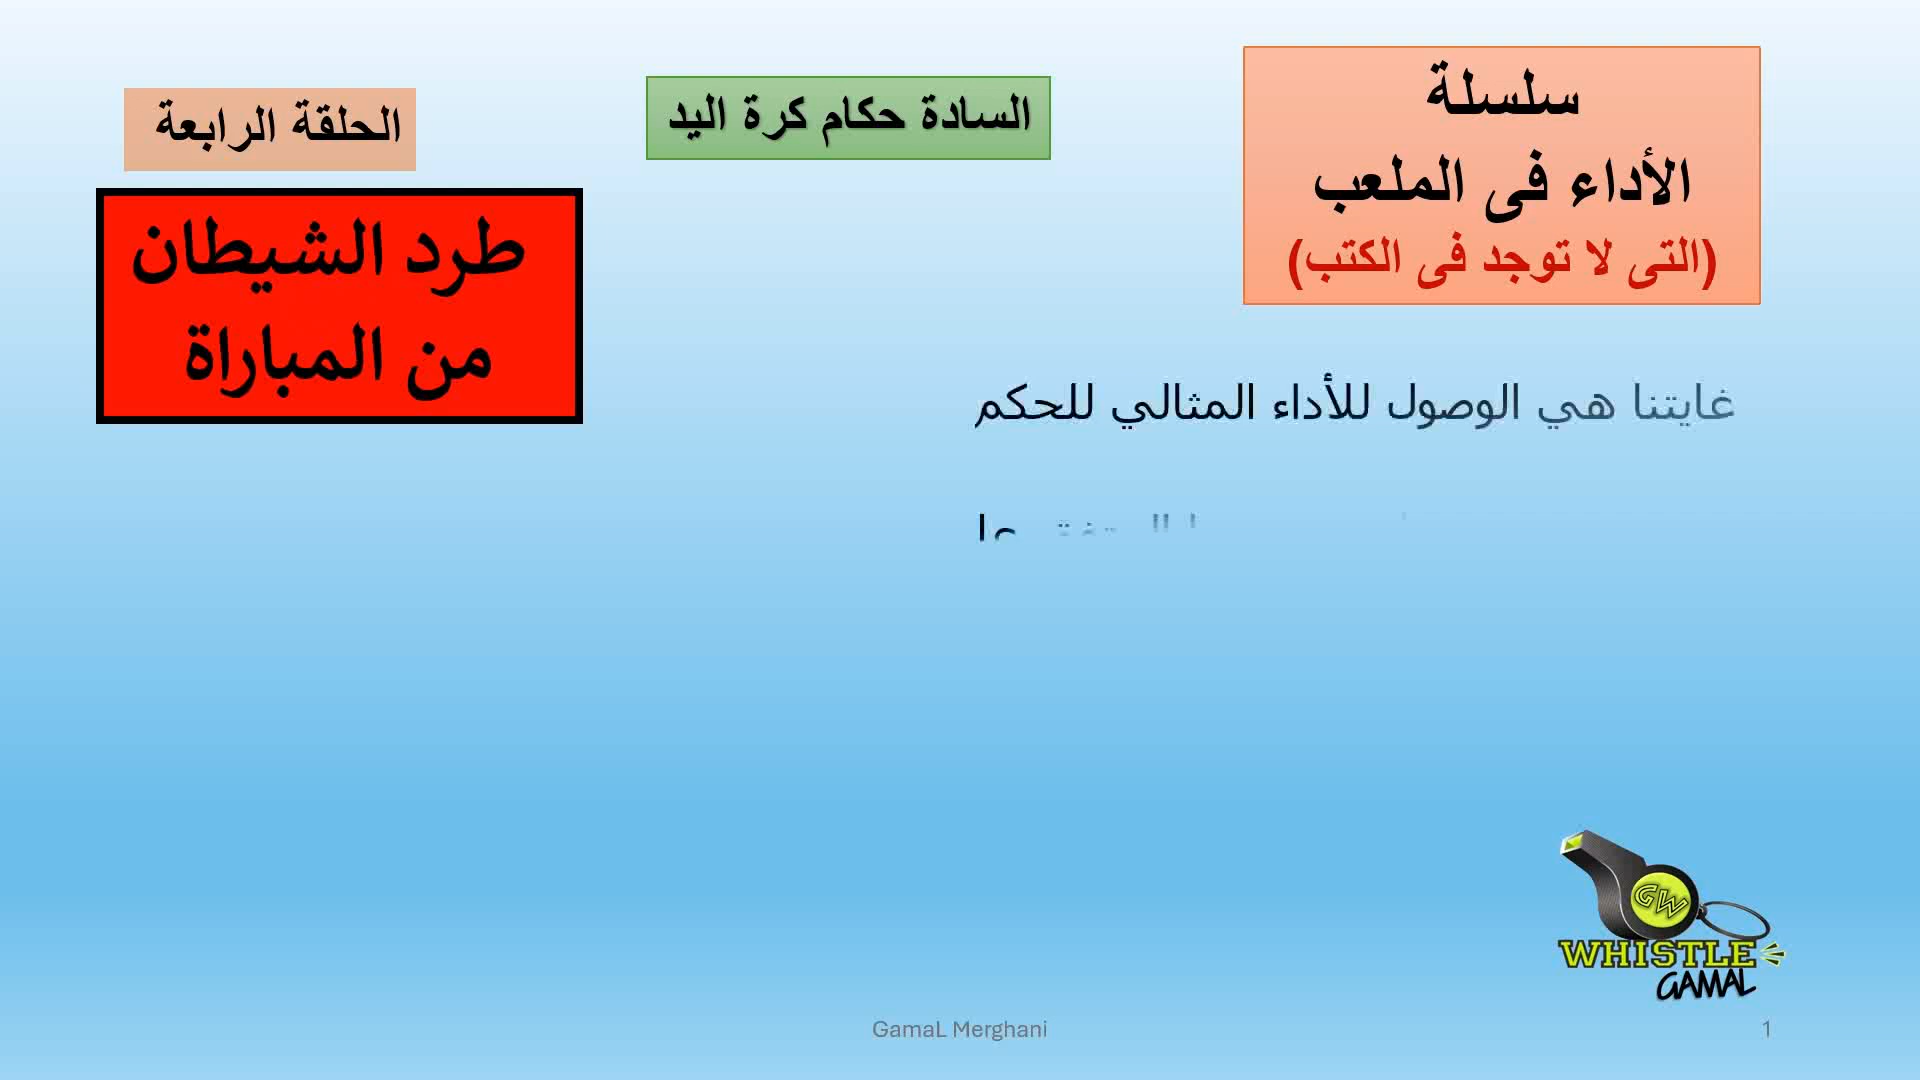 سلسلة
الأداء فى الملعب
(التى لا توجد فى الكتب)
السادة حكام كرة اليد
الحلقة الرابعة
طرد الشيطان
من المباراة
غايتنا هي الوصول للأداء المثالي للحكم
GW
WHISTLE
GAMAL
GamaL Merghani
1